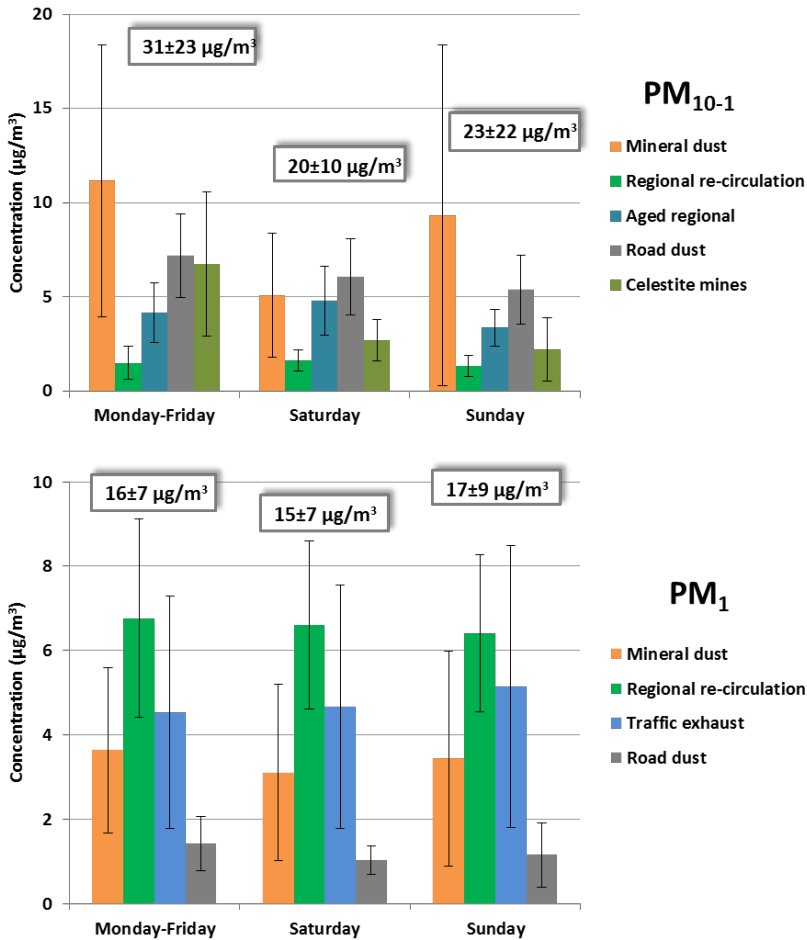 20
15
10
5
0
Concentration (µg/m³)
31±23 µg/m³
20±10 µg/m³
23±22 µg/m³
Monday-Friday
Saturday
Sunday
PM₁₀₋₁
Mineral dust
Regional re-circulation
Aged regional
Road dust
Celestite mines
10
8
6
4
2
0
Concentration (µg/m³)
16±7 µg/m³
15±7 µg/m³
17±9 µg/m³
Monday-Friday
Saturday
Sunday
PM₁
Mineral dust
Regional re-circulation
Traffic exhaust
Road dust